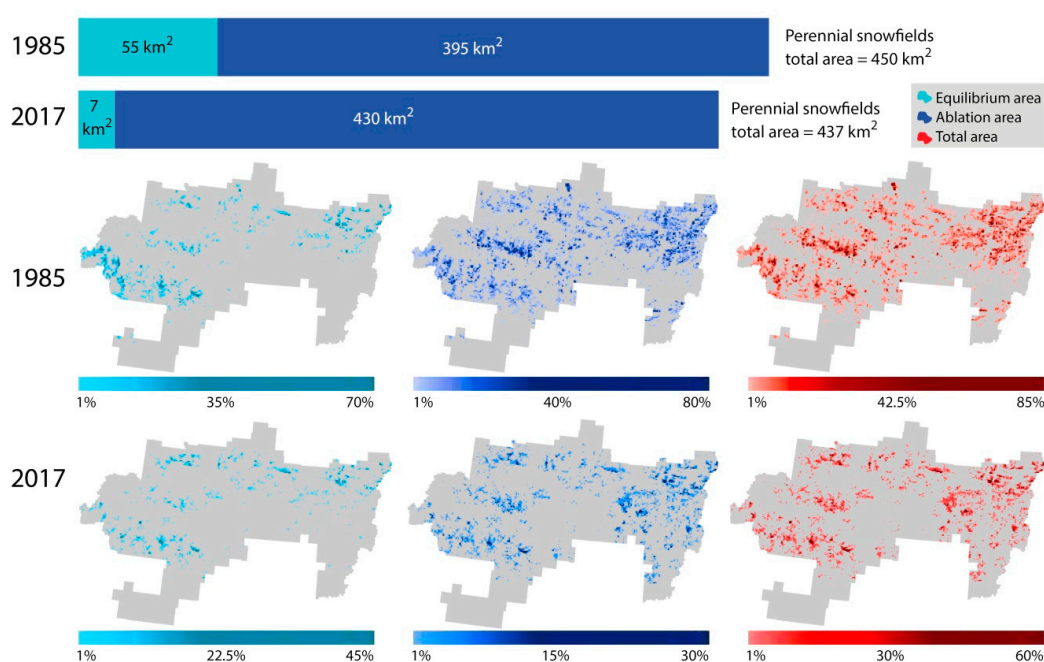 1985
55 km²
395 km²
Perennial snowfields
total area = 450 km²
2017
7
km²
430 km²
Perennial snowfields
total area = 437 km²
Equilibrium area
Ablation area
Total area
1985
1% 35% 70%
1% 40% 80%
1% 42.5% 85%
2017
1% 22.5% 45%
1% 15% 30%
1% 30% 60%